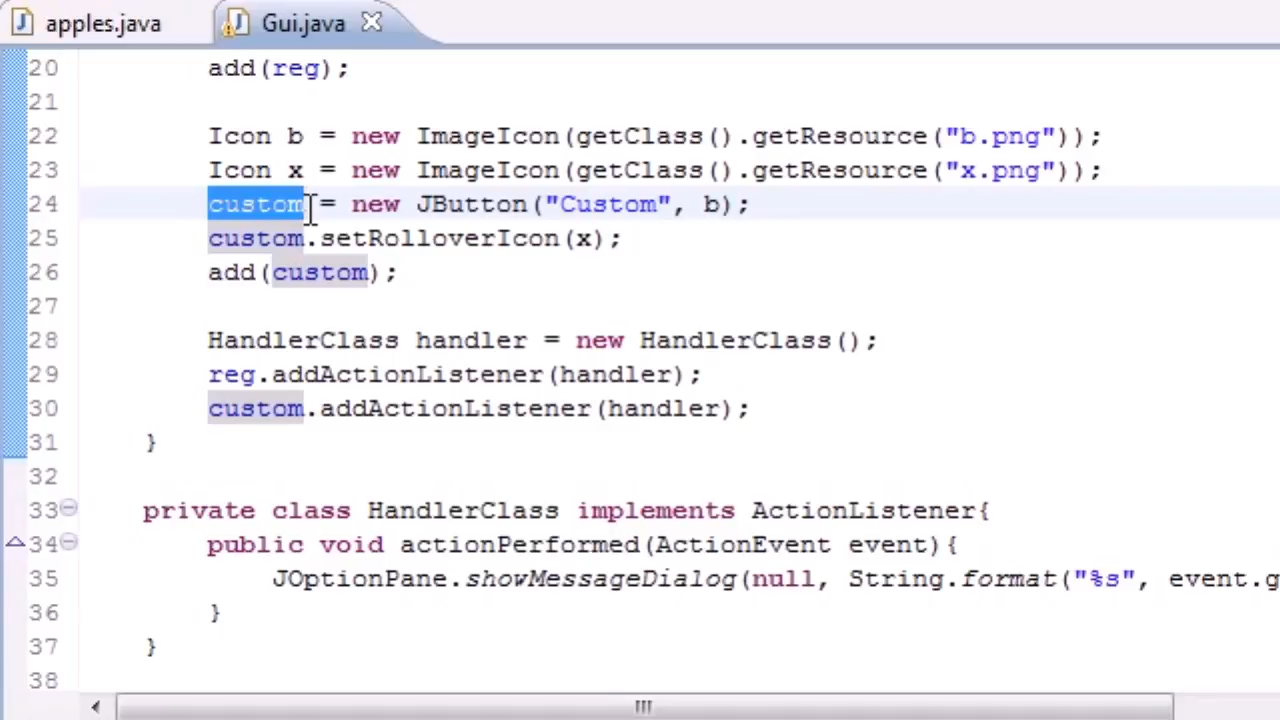 apples.java Gui.java
20 add(reg);
21
22 Icon b = new ImageIcon(getClass().getResource("b.png"));
23 Icon x = new ImageIcon(getClass().getResource("x.png"));
24 custom = new JButton("Custom", b);
25 custom.setRolloverIcon(x);
26 add(custom);
27
28 HandlerClass handler = new HandlerClass();
29 reg.addActionListener(handler);
30 custom.addActionListener(handler);
31 }
32
33 private class HandlerClass implements ActionListener{
34 public void actionPerformed(ActionEvent event){
35 JOptionPane.showMessageDialog(null, String.format("%s", event.g
36 }
37 }
38